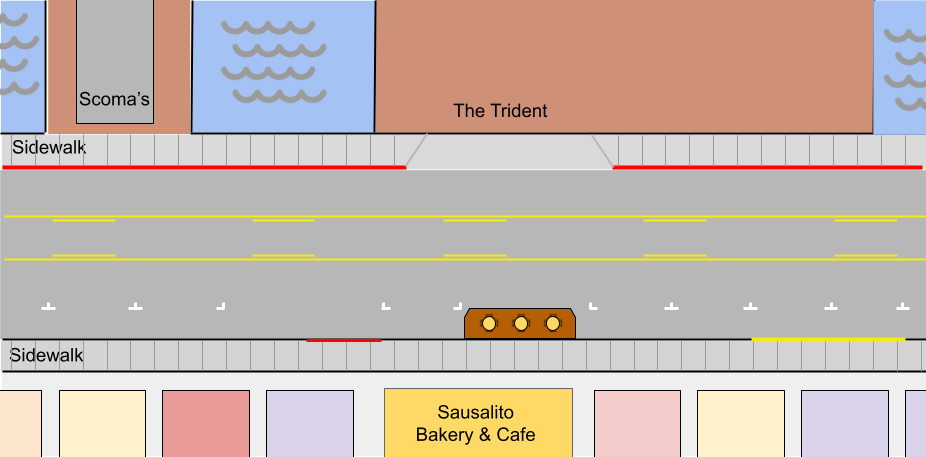 Scoma's
The Trident
Sidewalk
Sidewalk
Sausalito
Bakery & Cafe